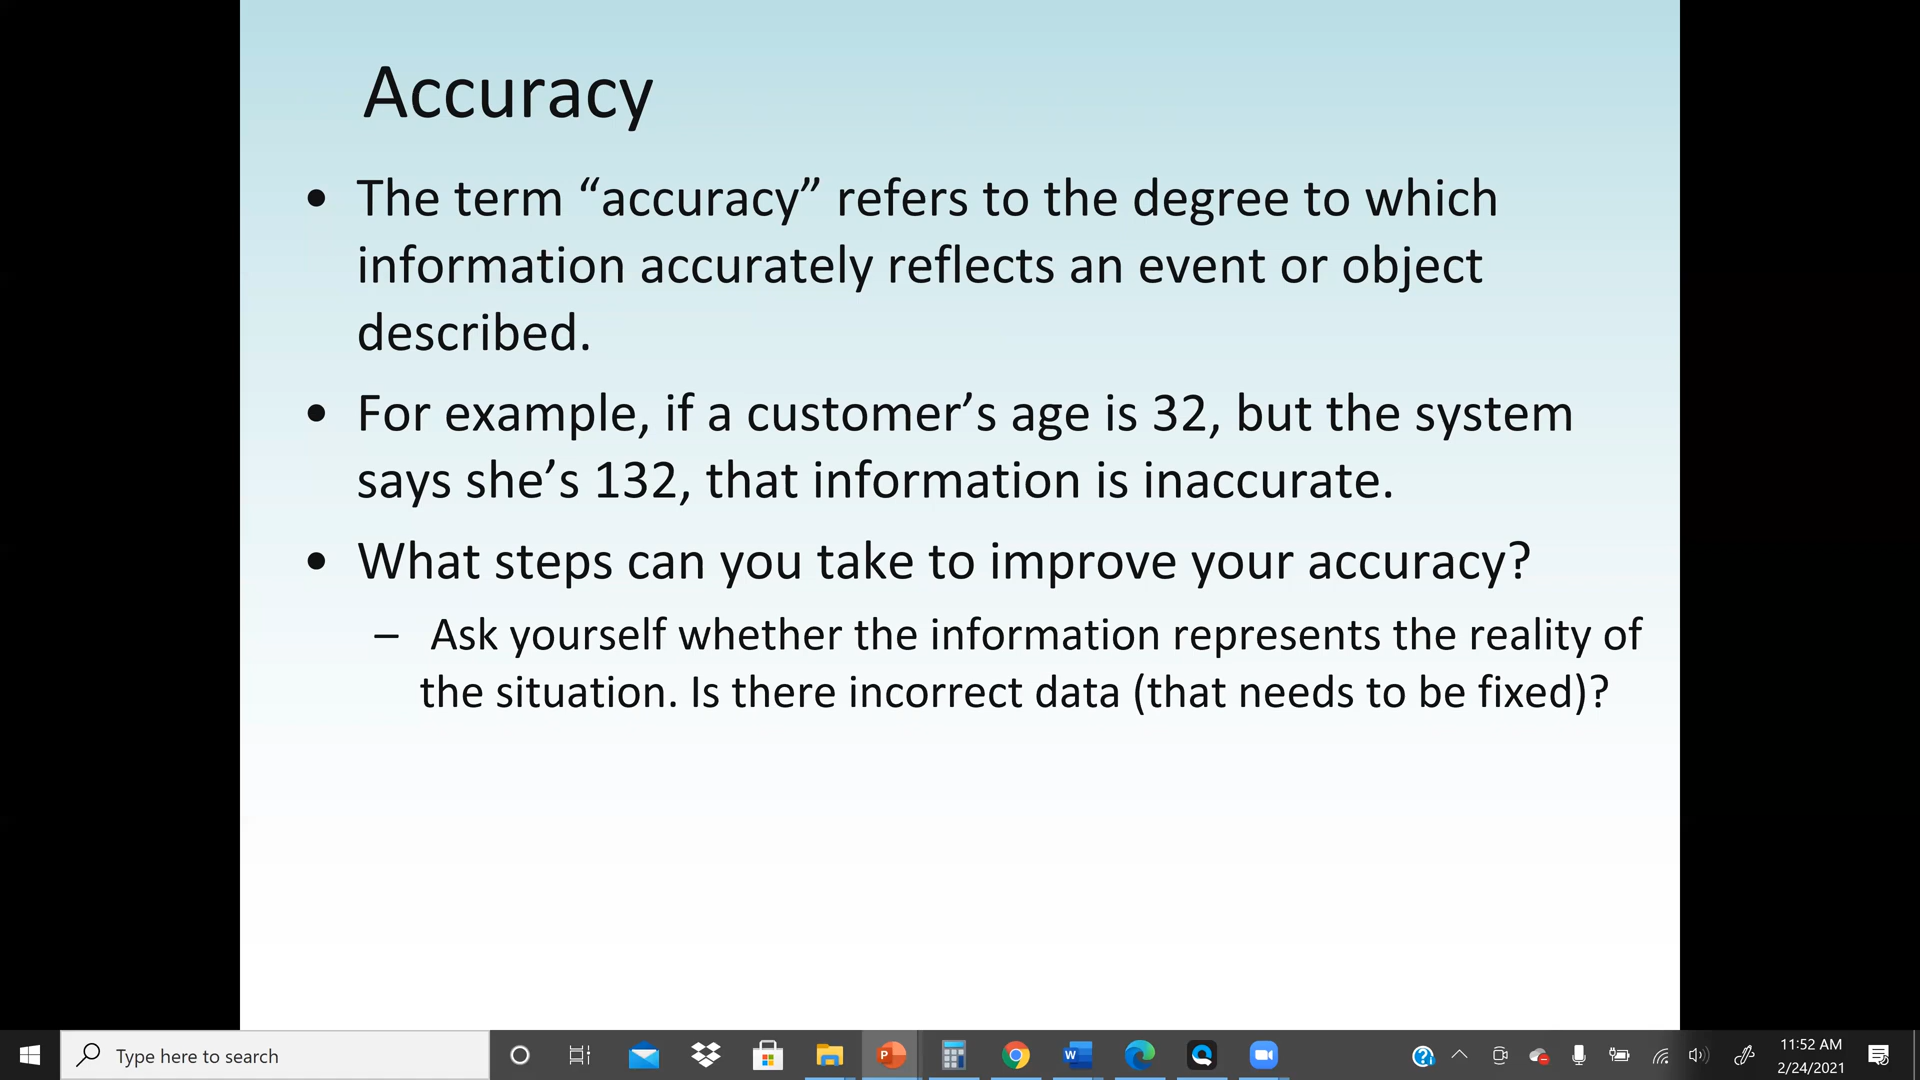 Accuracy
• The term “accuracy” refers to the degree to which
information accurately reflects an event or object
described.
• For example, if a customer’s age is 32, but the system
says she’s 132, that information is inaccurate.
• What steps can you take to improve your accuracy?
– Ask yourself whether the information represents the reality of
the situation. Is there incorrect data (that needs to be fixed)?
Type here to search
11:52 AM
2/24/2021